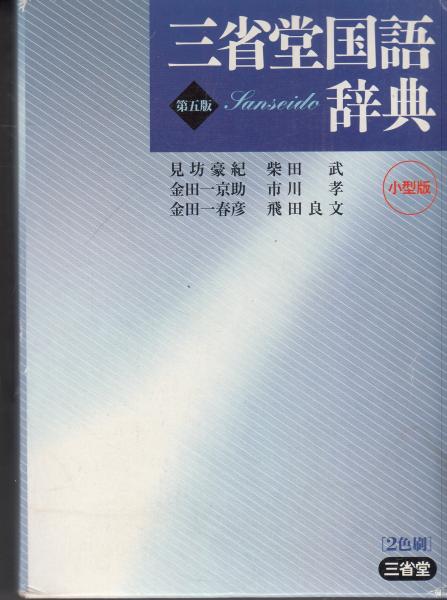 三省堂国語
辞典
第五版
Sanseido
見坊豪紀 柴田 武
金田一京助 市川 孝
金田一春彦 飛田良文
小型版
[2色刷]
三省堂